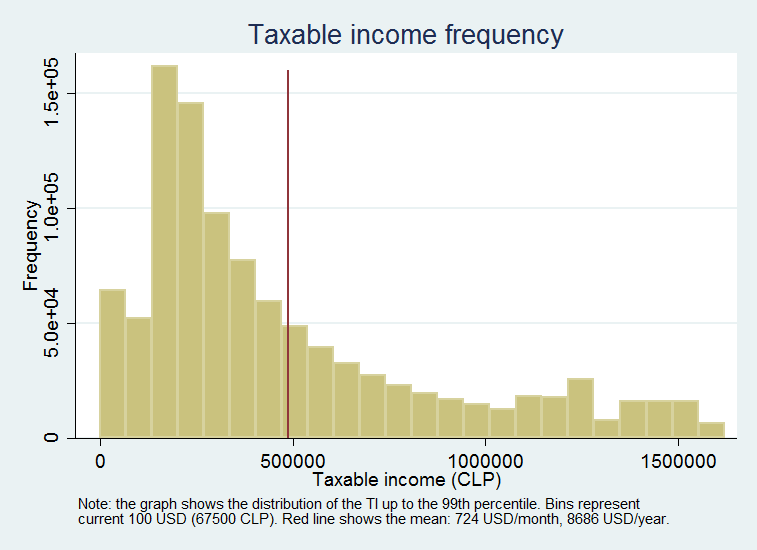 Taxable income frequency
Frequency
1.5e+05
1.0e+05
5.0e+04
0
0 500000 1000000 1500000
Taxable income (CLP)
Note: the graph shows the distribution of the TI up to the 99th percentile. Bins represent
current 100 USD (67500 CLP). Red line shows the mean: 724 USD/month, 8686 USD/year.